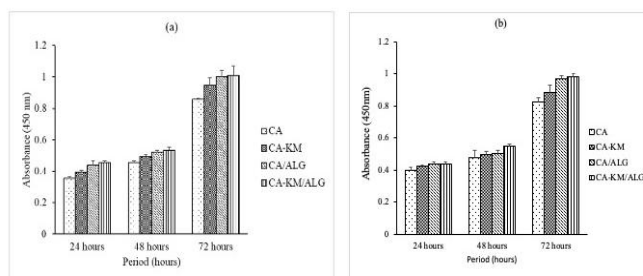 (a)
Absorbance (450 nm)
1.2
1
0.8
0.6
0.4
0.2
0
24 hours 48 hours 72 hours
Period (hours)
CA
CA-KM
CA/ALG
CA-KM/ALG
(b)
Absorbance (450nm)
1.2
1
0.8
0.6
0.4
0.2
0
24 hours 48 hours 72 hours
Period (hours)
CA
CA-KM
CA/ALG
CA-KM/ALG